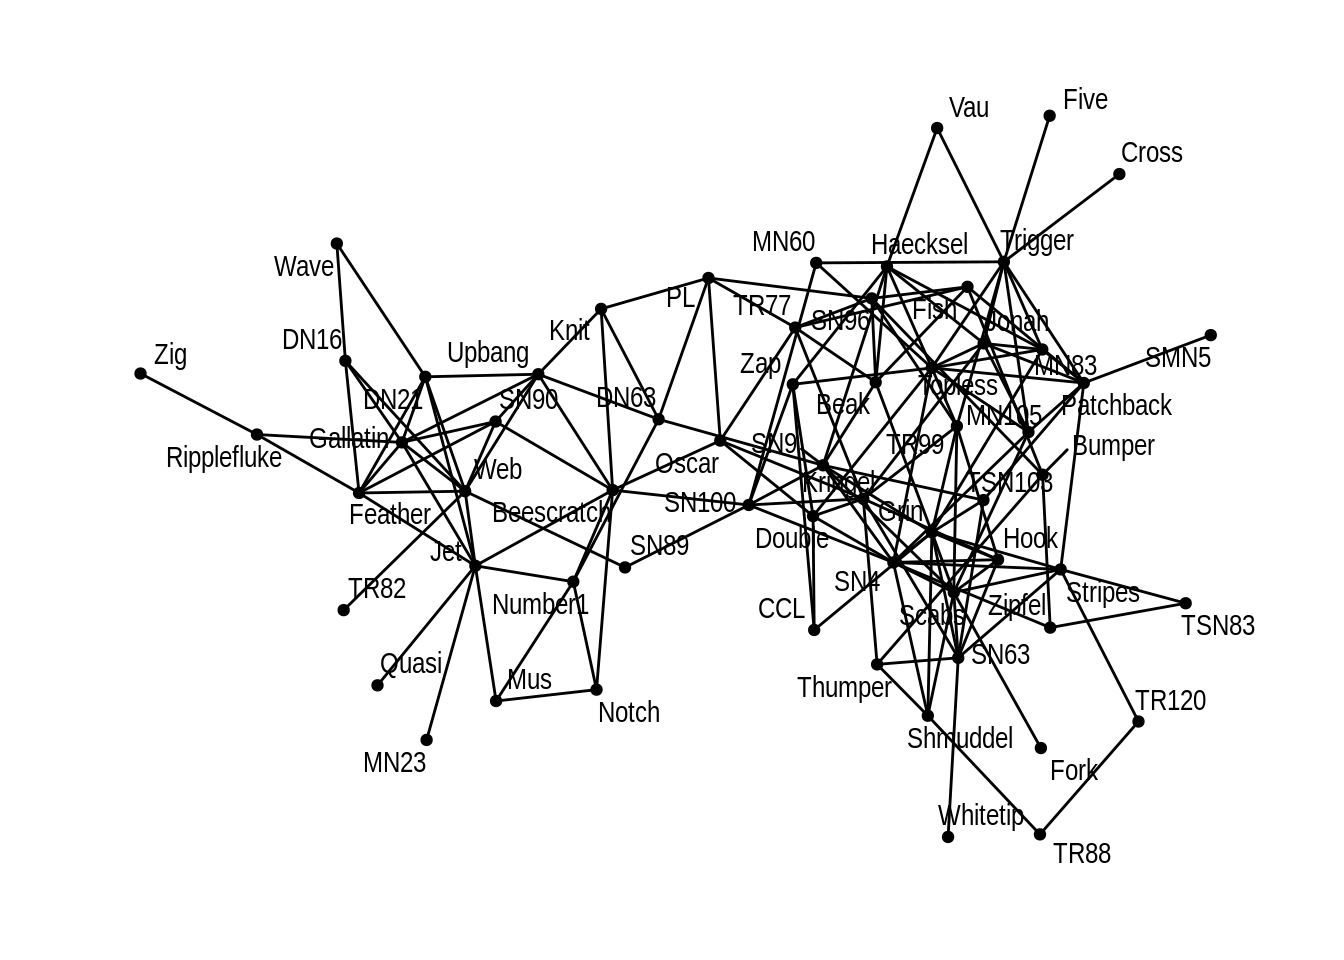 Vau
Five
Cross
MN60
Haecksel
Trigger
Wave
PL
TR77
SN96
Fish
Jonah
DN16
Knit
Zig
Upbang
Zap
MN83
SMN5
DN21
SN90
DN63
Beak
Topless
MN105
Patchback
Ripplefluke
Gallatin
Web
Oscar
SN9
TR99
Bumper
Kringel
TSN103
Feather
Beescratch
SN100
Grin
Jet
SN89
Double
Hook
TR82
Number1
SN4
CCL
Scabs
Zipfel
Stripes
TSN83
Quasi
Mus
Notch
SN63
Thumper
TR120
MN23
Shmuddel
Fork
Whitetip
TR88